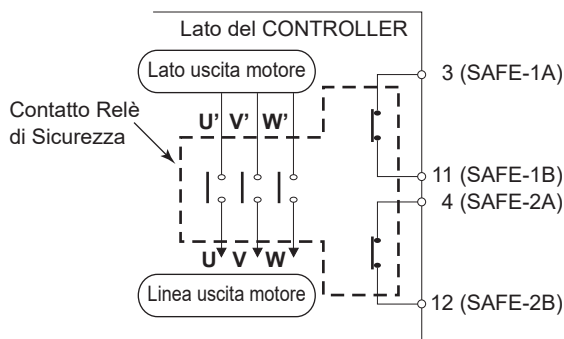 Lato del CONTROLLER
Lato uscita motore
3 (SAFE-1A)
Contatto Relè
di Sicurezza
U’ V’ W’
11 (SAFE-1B)
4 (SAFE-2A)
U V W
Linea uscita motore
12 (SAFE-2B)